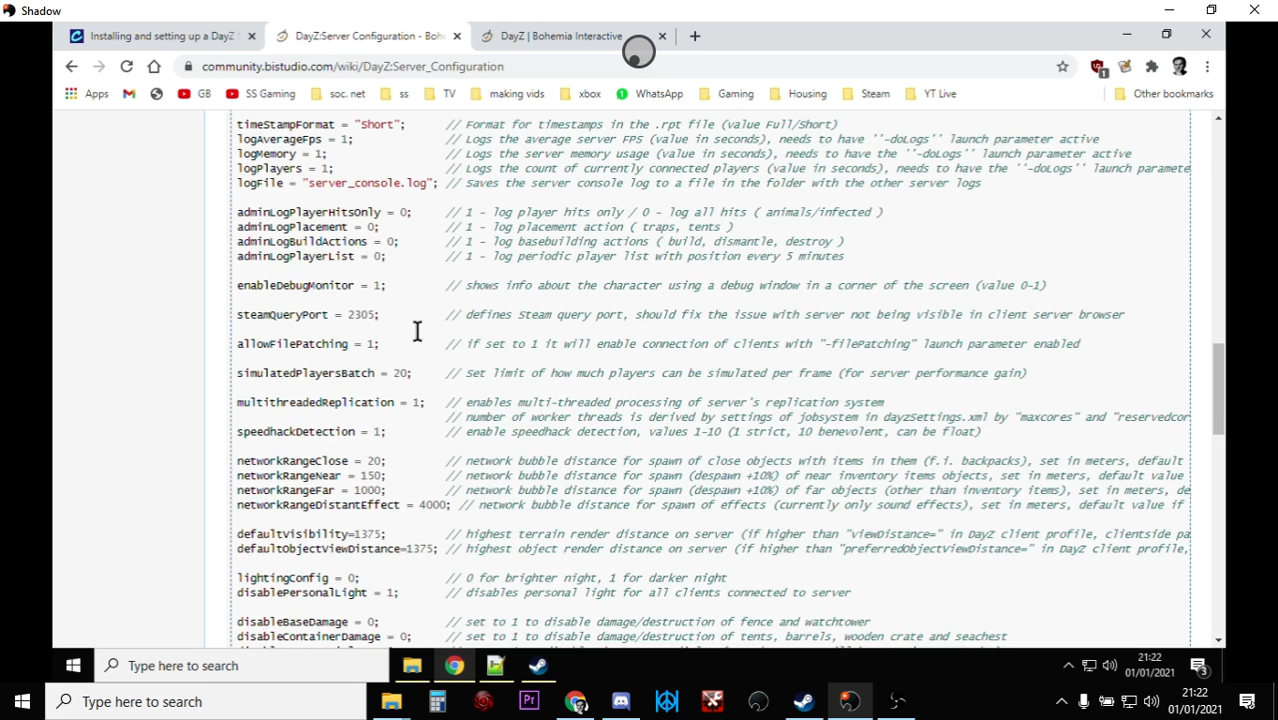 Shadow
Installing and setting up a DayZ S
DayZ:Server Configuration - Bohe
DayZ | Bohemia Interactive
community.bistudio.com/wiki/DayZ:Server_Configuration
1
Apps GB SS Gaming soc. net ss TV making vids xbox WhatsApp Gaming Housing Steam YT Live Other bookmarks
timeStampFormat = "Short"; // Format for timestamps in the .rpt file (value Full/Short)
logAverageFps = 1; // Logs the average server FPS (value in seconds), needs to have ''-doLogs'' launch parameter active
logMemory = 1; // Logs the server memory usage (value in seconds), needs to have the ''-doLogs'' launch parameter active
logPlayers = 1; // Logs the count of currently connected players (value in seconds), needs to have the ''-doLogs'' launch paramete
logFile = "server_console.log"; // Saves the server console log to a file in the folder with the other server logs
adminLogPlayerHitsOnly = 0; // 1 - log player hits only / 0 - log all hits ( animals/infected )
adminLogPlacement = 0; // 1 - log placement action ( traps, tents )
adminLogBuildActions = 0; // 1 - log basebuilding actions ( build, dismantle, destroy )
adminLogPlayerList = 0; // 1 - log periodic player list with position every 5 minutes
enableDebugMonitor = 1; // shows info about the character using a debug window in a corner of the screen (value 0-1)
steamQueryPort = 2305; // defines Steam query port, should fix the issue with server not being visible in client server browser
allowFilePatching = 1; // if set to 1 it will enable connection of clients with "-filePatching" launch parameter enabled
simulatedPlayersBatch = 20; // Set limit of how much players can be simulated per frame (for server performance gain)
multithreadedReplication = 1; // enables multi-threaded processing of server's replication system
// number of worker threads is derived by settings of jobsystem in dayzSettings.xml by "maxcores" and "reservedcor
speedhackDetection = 1; // enable speedhack detection, values 1-10 (1 strict, 10 benevolent, can be float)
networkRangeClose = 20; // network bubble distance for spawn of close objects with items in them (f.i. backpacks), set in meters, default
networkRangeNear = 150; // network bubble distance for spawn (despawn +10%) of near inventory items objects, set in meters, default value
networkRangeFar = 1000; // network bubble distance for spawn (despawn +10%) of far objects (other than inventory items), set in meters, de
networkRangeDistantEffect = 4000; // network bubble distance for spawn of effects (currently only sound effects), set in meters, default value if
defaultVisibility=1375; // highest terrain render distance on server (if higher than "viewDistance=" in DayZ client profile, clientside pa
defaultObjectViewDistance=1375; // highest object render distance on server (if higher than "preferredObjectViewDistance=" in DayZ client profile,
lightingConfig = 0; // 0 for brighter night, 1 for darker night
disablePersonalLight = 1; // disables personal light for all clients connected to server
disableBaseDamage = 0; // set to 1 to disable damage/destruction of fence and watchtower
disableContainerDamage = 0; // set to 1 to disable damage/destruction of tents, barrels, wooden crate and seachest
Type here to search
21:22
01/01/2021
3
Type here to search
Pr
21:22
01/01/2021